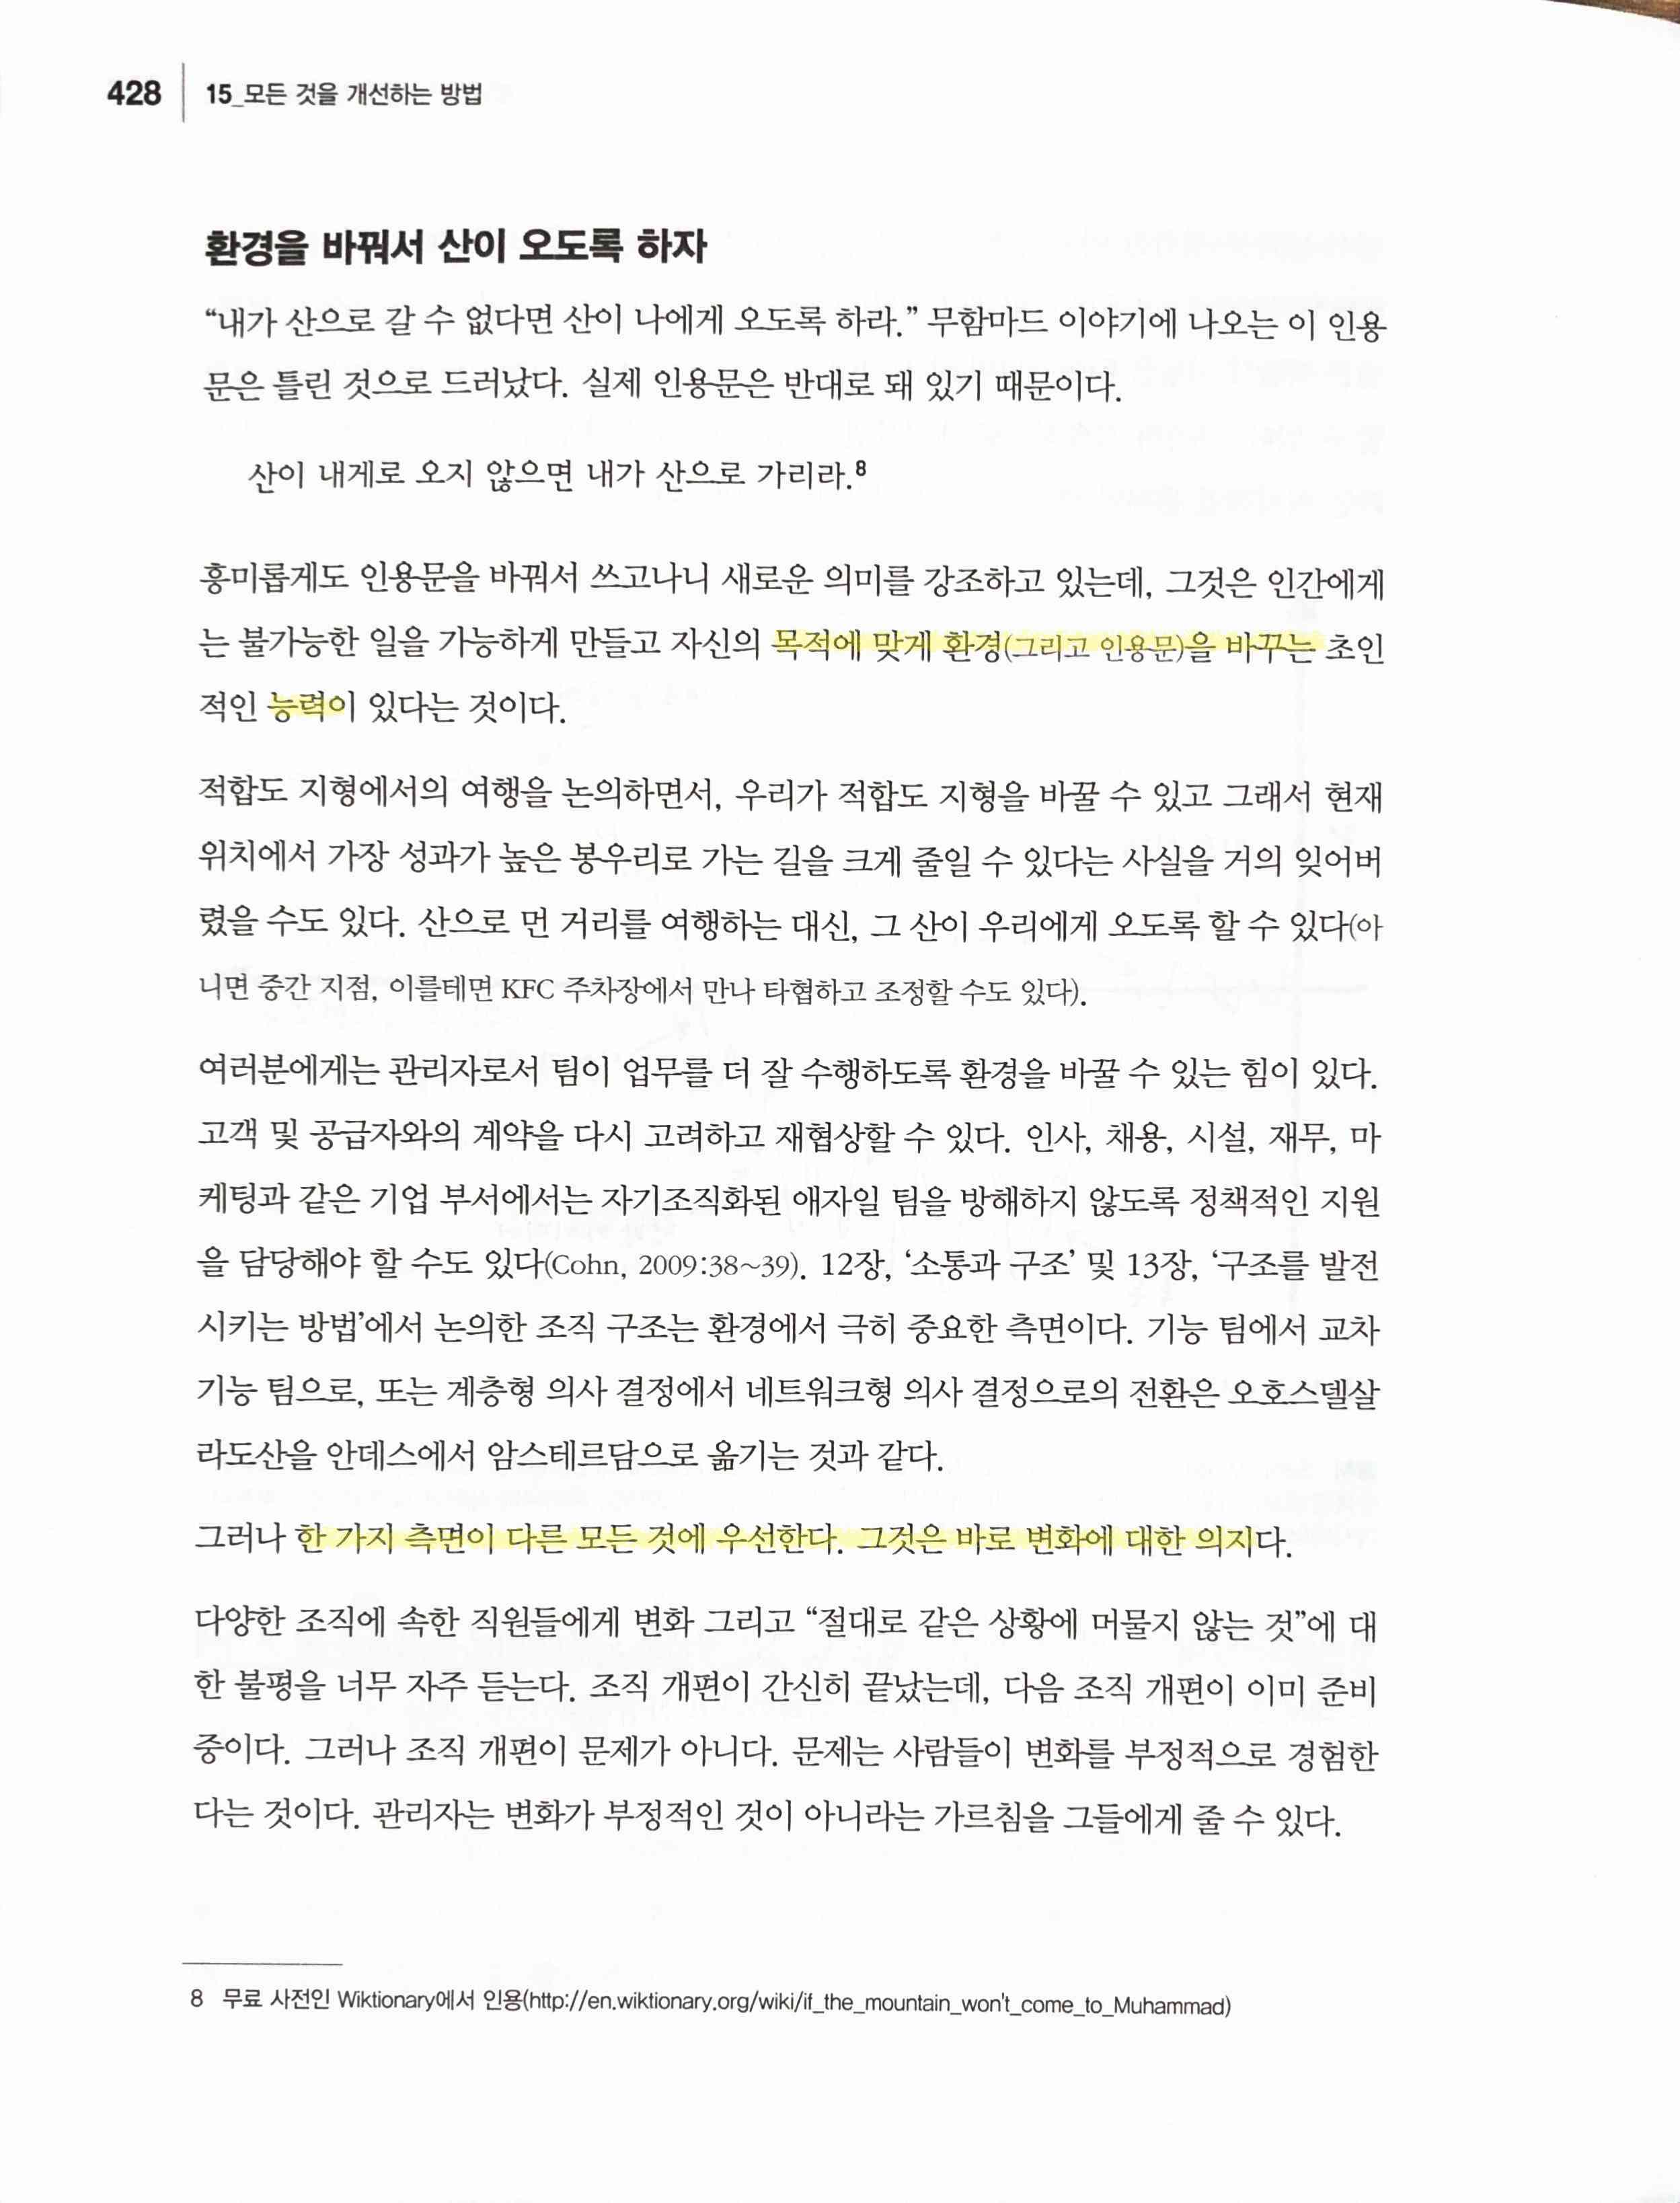 428 15_모든 것을 개선하는 방법
환경을 바꿔서 산이 오도록 하자
“내가 산으로 갈 수 없다면 산이 나에게 오도록 하라.” 무함마드 이야기에 나오는 이 인용
문은 틀린 것으로 드러났다. 실제 인용문은 반대로 돼 있기 때문이다.
산이 내게로 오지 않으면 내가 산으로 가리라.8
흥미롭게도 인용문을 바꿔서 쓰고나니 새로운 의미를 강조하고 있는데, 그것은 인간에게
는 불가능한 일을 가능하게 만들고 자신의 목적에 맞게 환경(그리고 인용문)을 바꾸는 초인
적인 능력이 있다는 것이다.
적합도 지형에서의 여행을 논의하면서, 우리가 적합도 지형을 바꿀 수 있고 그래서 현재
위치에서 가장 성과가 높은 봉우리로 가는 길을 크게 줄일 수 있다는 사실을 거의 잊어버
렸을 수도 있다. 산으로 먼 거리를 여행하는 대신, 그 산이 우리에게 오도록 할 수 있다(아
니면 중간 지점, 이를테면 KFC 주차장에서 만나 타협하고 조정할 수도 있다).
여러분에게는 관리자로서 팀이 업무를 더 잘 수행하도록 환경을 바꿀 수 있는 힘이 있다.
고객 및 공급자와의 계약을 다시 고려하고 재협상할 수 있다. 인사, 채용, 시설, 재무, 마
케팅과 같은 기업 부서에서는 자기조직화된 애자일 팀을 방해하지 않도록 정책적인 지원
을 담당해야 할 수도 있다(Cohn, 2009:38~39). 12장, ‘소통과 구조’ 및 13장, ‘구조를 발전
시키는 방법’에서 논의한 조직 구조는 환경에서 극히 중요한 측면이다. 기능 팀에서 교차
기능 팀으로, 또는 계층형 의사 결정에서 네트워크형 의사 결정으로의 전환은 오호스델살
라도산을 안데스에서 암스테르담으로 옮기는 것과 같다.
그러나 한 가지 측면이 다른 모든 것에 우선한다. 그것은 바로 변화에 대한 의지다.
다양한 조직에 속한 직원들에게 변화 그리고 “절대로 같은 상황에 머물지 않는 것”에 대
한 불평을 너무 자주 듣는다. 조직 개편이 간신히 끝났는데, 다음 조직 개편이 이미 준비
중이다. 그러나 조직 개편이 문제가 아니다. 문제는 사람들이 변화를 부정적으로 경험한
다는 것이다. 관리자는 변화가 부정적인 것이 아니라는 가르침을 그들에게 줄 수 있다.
8 무료 사전인 Wiktionary에서 인용(http://en.wiktionary.org/wiki/if_the_mountain_won't_come_to_Muhammad)